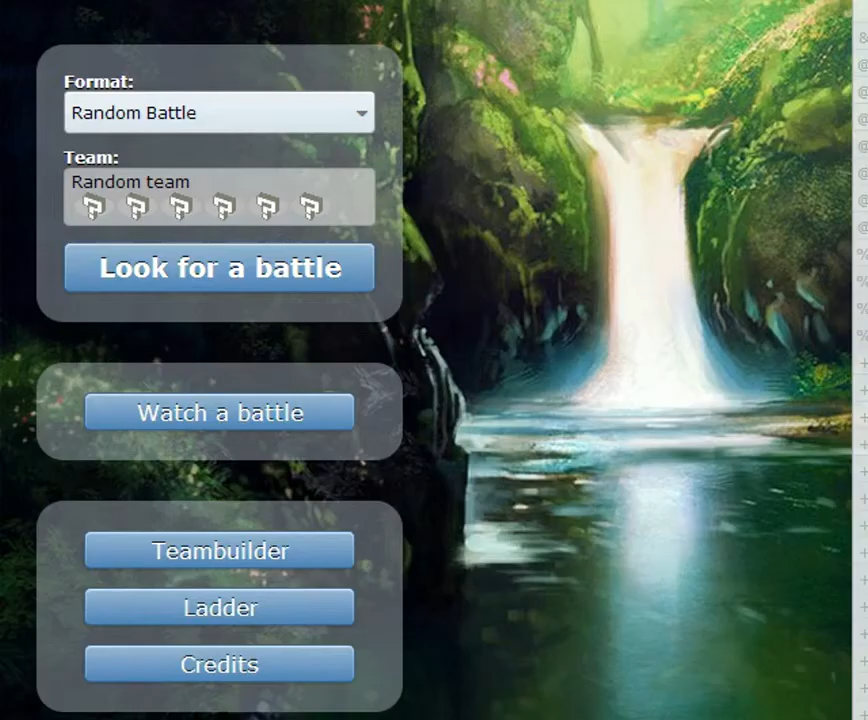 Format:
Random Battle
Team:
Random team
? ? ? ? ? ?
Look for a battle
Watch a battle
Teambuilder
Ladder
Credits
&
@
@
@
@
@
@
@
%
%
%
%
+
+
+
+
+
+
+
+
+
+
+
+
+
+